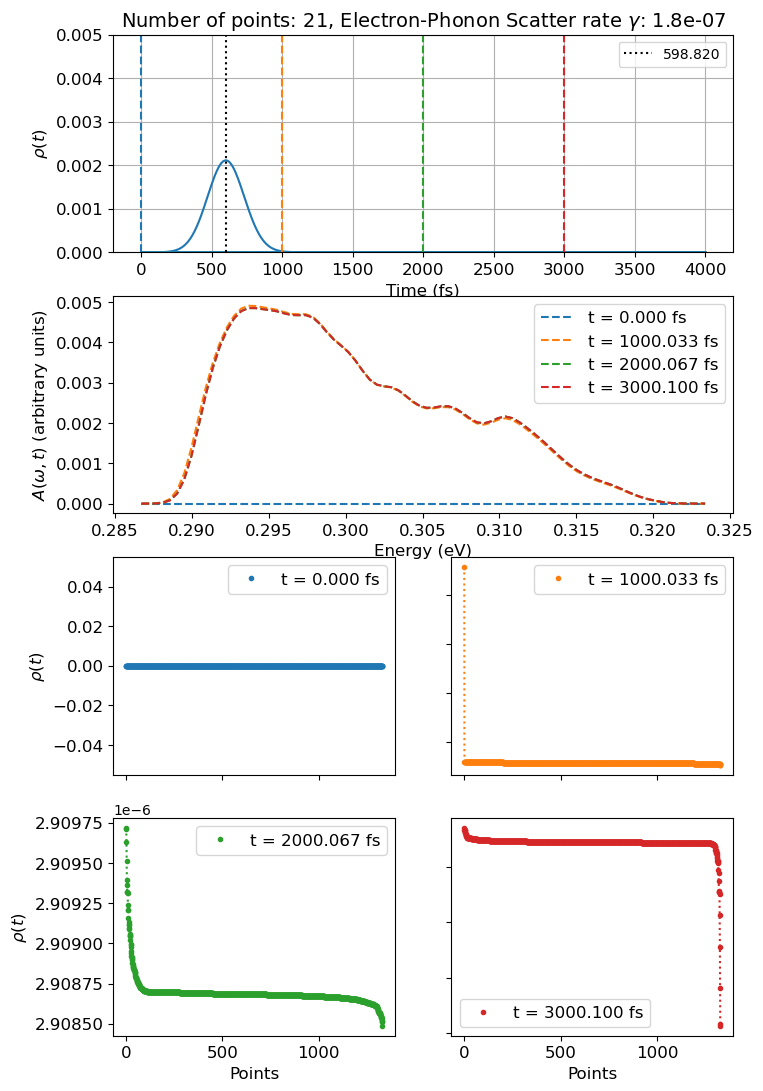 Number of points: 21, Electron-Phonon Scatter rate γ: 1.8e-07
0.005
0.004
0.003
0.002
0.001
0.000
ρ(t)
598.820
0 500 1000 1500 2000 2500 3000 3500 4000
Time (fs)
0.005
0.004
0.003
0.002
0.001
0.000
A(ω, t) (arbitrary units)
t = 0.000 fs
t = 1000.033 fs
t = 2000.067 fs
t = 3000.100 fs
0.285 0.290 0.295 0.300 0.305 0.310 0.315 0.320 0.325
Energy (eV)
0.04
0.02
0.00
−0.02
−0.04
ρ(t)
t = 0.000 fs
t = 1000.033 fs
1e−6
2.90975
2.90950
2.90925
2.90900
2.90875
2.90850
ρ(t)
t = 2000.067 fs
0 500 1000
Points
t = 3000.100 fs
0 500 1000
Points